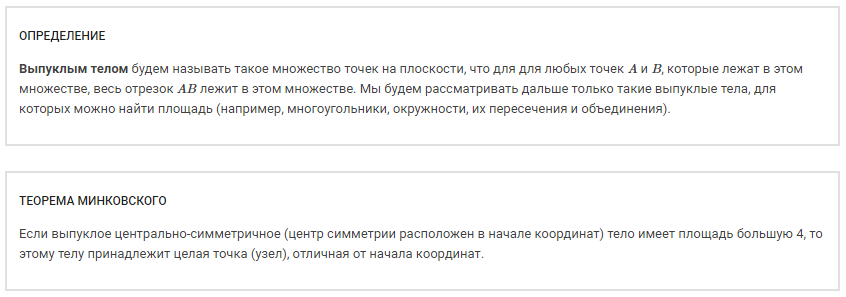 ОПРЕДЕЛЕНИЕ
Выпуклым телом будем называть такое множество точек на плоскости, что для для любых точек A и B, которые лежат в этом
множестве, весь отрезок AB лежит в этом множестве. Мы будем рассматривать дальше только такие выпуклые тела, для
которых можно найти площадь (например, многоугольники, окружности, их пересечения и объединения).
ТЕОРЕМА МИНКОВСКОГО
Если выпуклое центрально-симметричное (центр симметрии расположен в начале координат) тело имеет площадь большую 4, то
этому телу принадлежит целая точка (узел), отличная от начала координат.